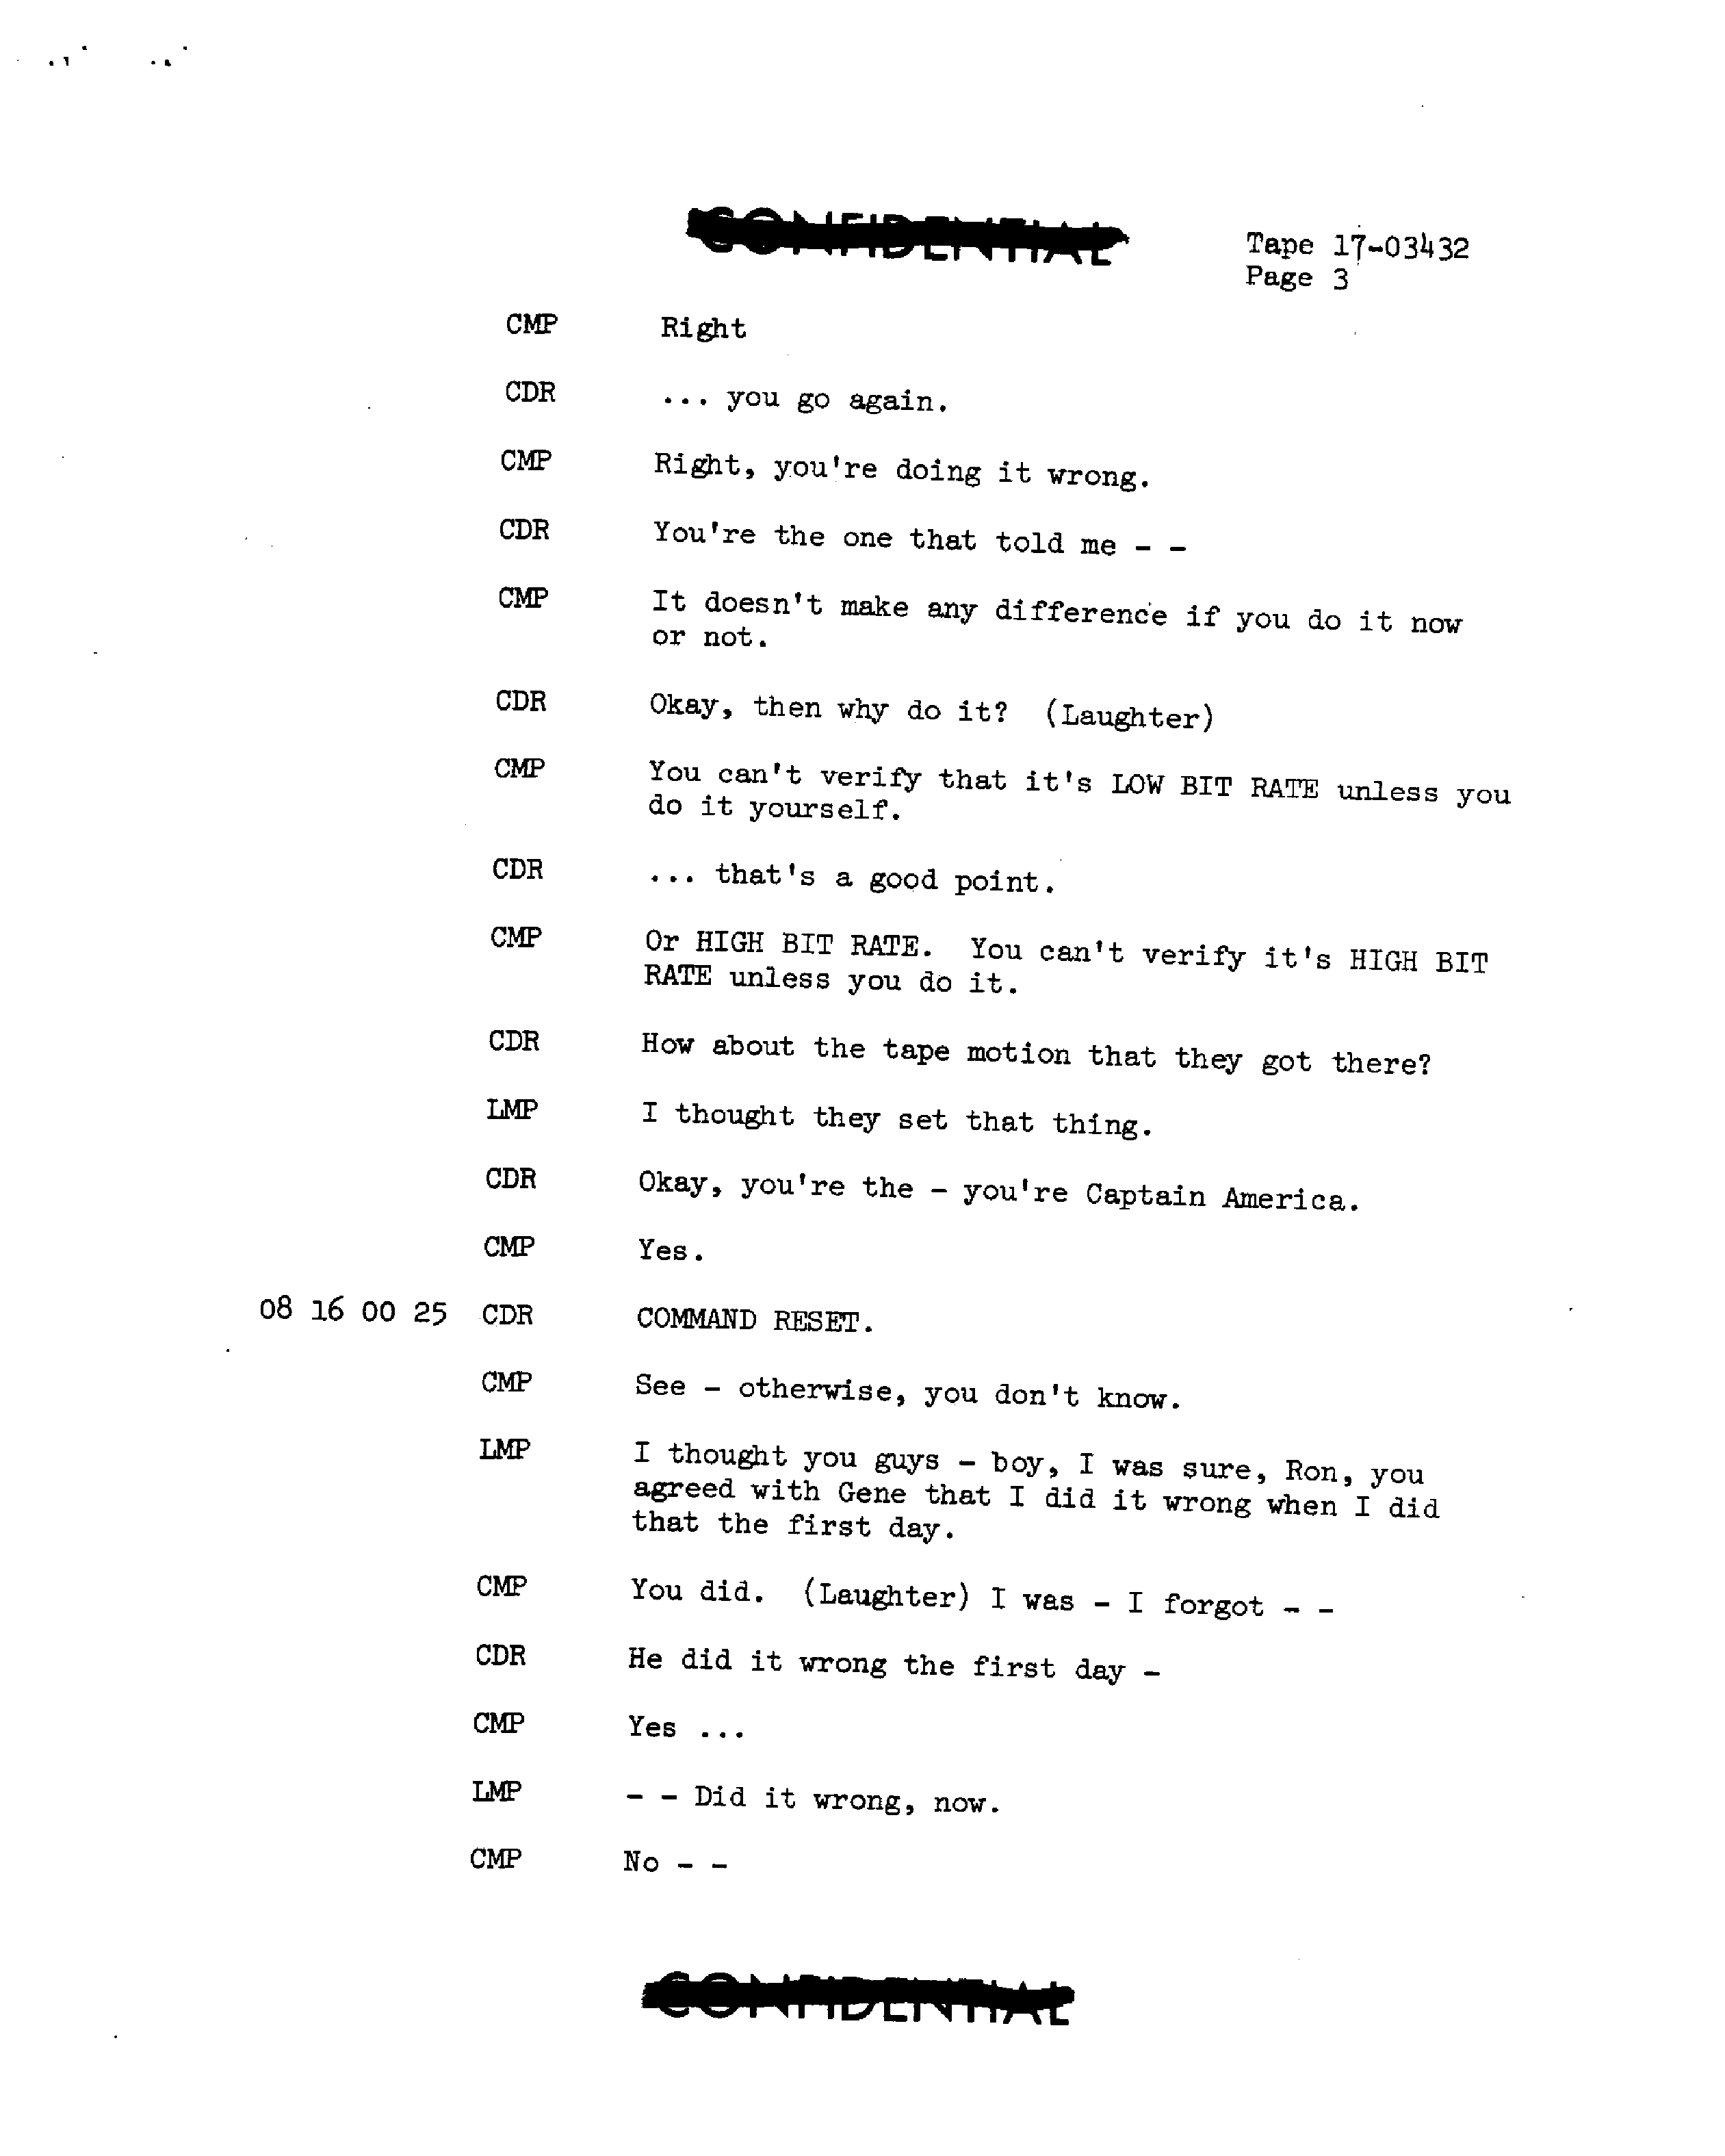 CONFIDENTIAL
Tape 17-03432
Page 3
CMP Right
CDR ... you go again.
CMP Right, you're doing it wrong.
CDR You're the one that told me - -
CMP It doesn't make any difference if you do it now
or not.
CDR Okay, then why do it? (Laughter)
CMP You can't verify that it's LOW BIT RATE unless you
do it yourself.
CDR ... that's a good point.
CMP Or HIGH BIT RATE. You can't verify it's HIGH BIT
RATE unless you do it.
CDR How about the tape motion that they got there?
LMP I thought they set that thing.
CDR Okay, you're the - you're Captain America.
CMP Yes.
08 16 00 25 CDR COMMAND RESET.
CMP See - otherwise, you don't know.
LMP I thought you guys - boy, I was sure, Ron, you
agreed with Gene that I did it wrong when I did
that the first day.
CMP You did. (Laughter) I was - I forgot - -
CDR He did it wrong the first day -
CMP Yes ...
LMP - - Did it wrong, now.
CMP No - -
CONFIDENTIAL